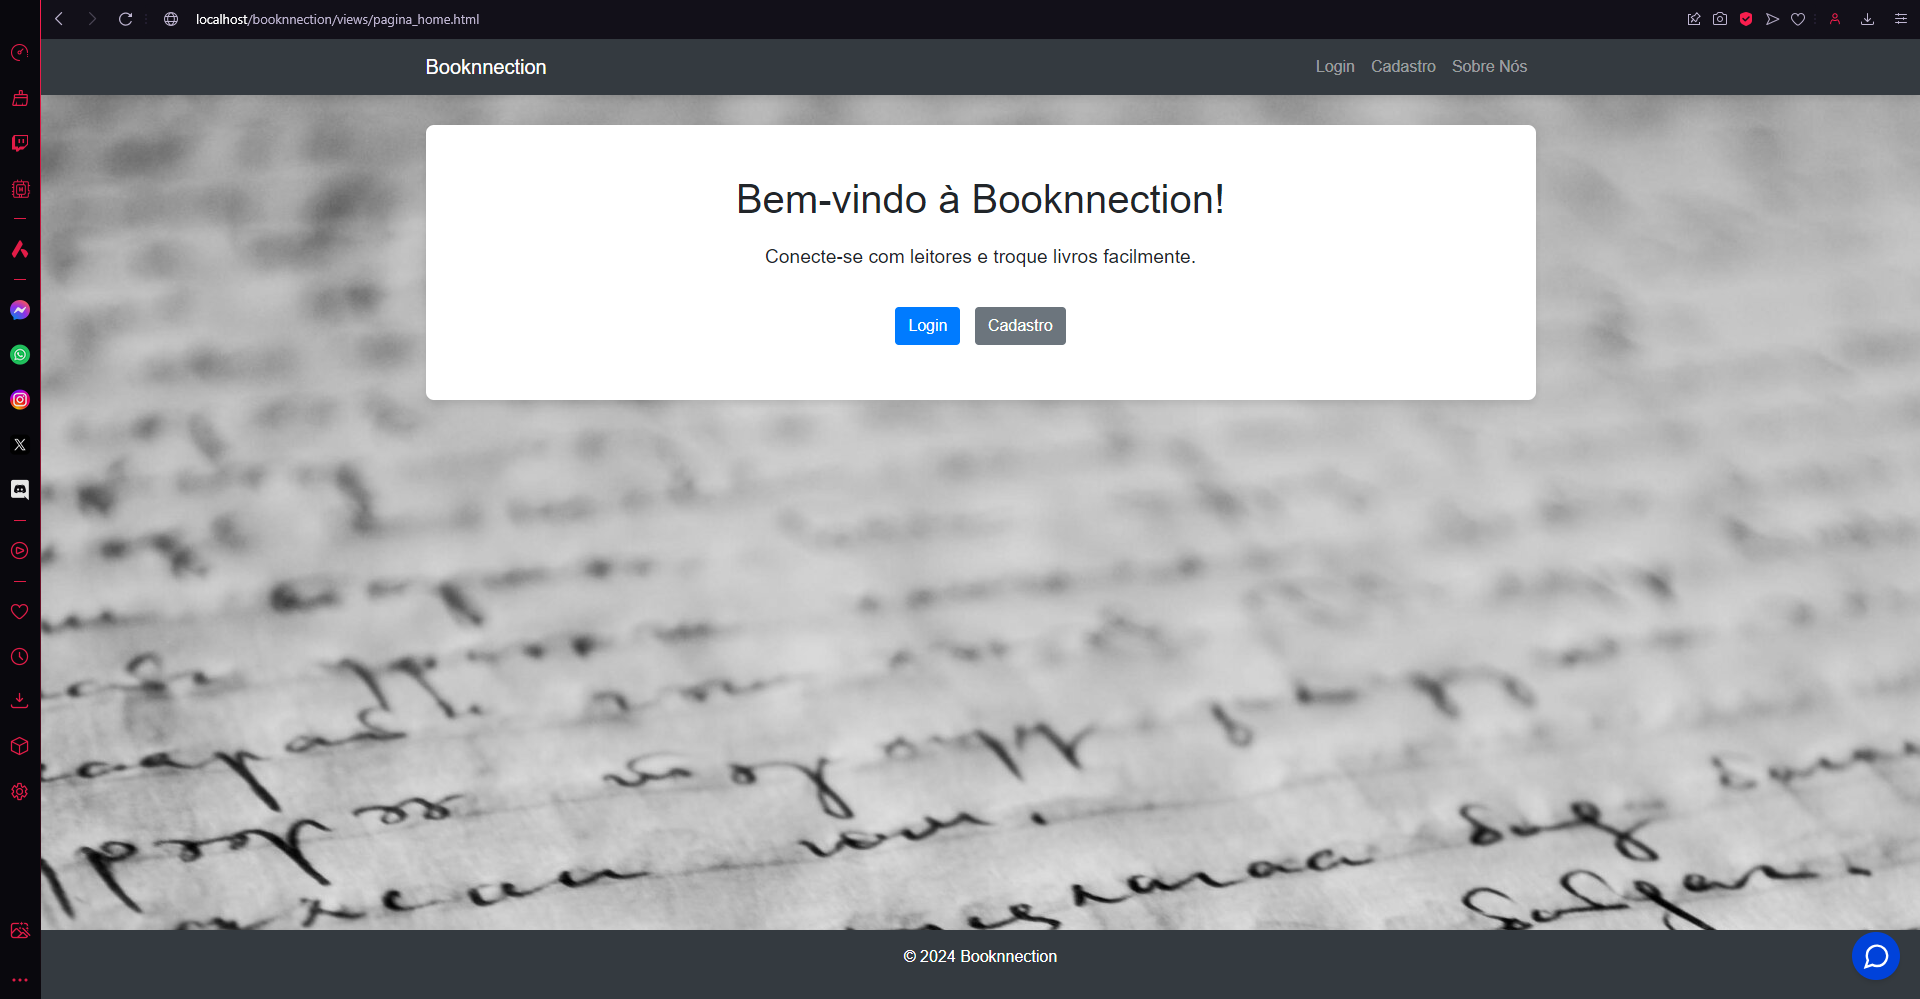 localhost/booknnection/views/pagina_home.html
Booknnection
Login Cadastro Sobre Nós
Bem-vindo à Booknnection!
Conecte-se com leitores e troque livros facilmente.
Login Cadastro
© 2024 Booknnection